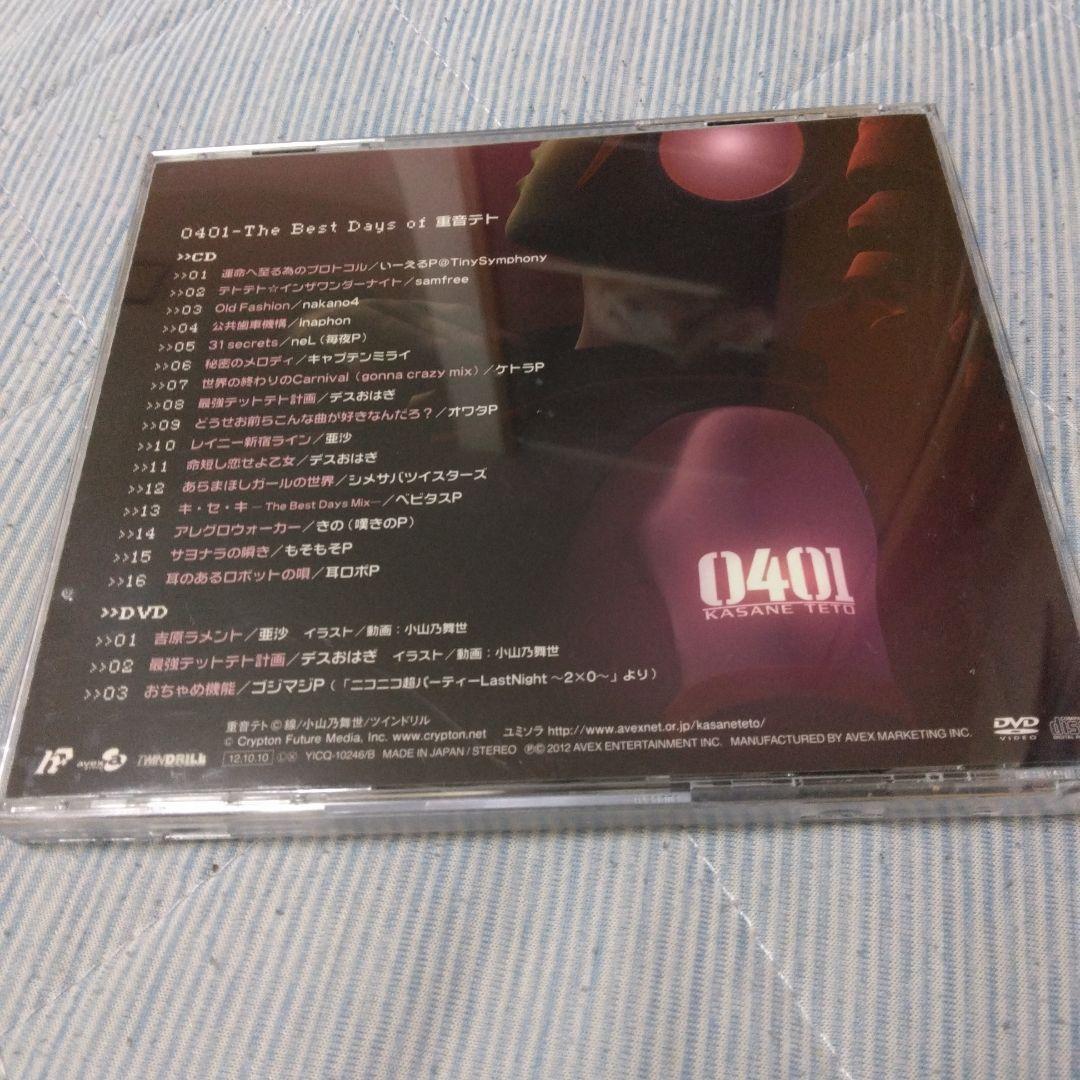 0401-The Best Days of 重音テト
>>CD
>>01 運命へ至る為のプロトコル/いーえるP@TinySymphony
>>02 テトテト☆インザワンダーナイト/samfree
>>03 Old Fashion/nakano4
>>04 公共歯車機構/inaphon
>>05 31secrets/neL(毎夜P)
>>06 秘密のメロディ/キャプテンミライ
>>07 世界の終わりのCarnival(gonna crazy mix)/ケトラP
>>08 最強テットテト計画/デスおはぎ
>>09 どうせお前らこんな曲が好きなんだろ?/オワタP
>>10 レイニー新宿ライン/亜沙
>>11 命短し恋せよ乙女/デスおはぎ
>>12 あらまほしガールの世界/シメサバツイスターズ
>>13 キ・セ・キ —The Best Days Mix—/ベビタスP
>>14 アレグロウォーカー/きの(嘆きのP)
>>15 サヨナラの瞬き/もそもそP
>>16 耳のあるロボットの唄/耳ロボP
>>DVD
>>01 吉原ラメント/亜沙 イラスト/動画:小山乃舞世
>>02 最強テットテト計画/デスおはぎ イラスト/動画:小山乃舞世
>>03 おちゃめ機能/ゴジマジP(「ニコニコ超パーティーLastNight ~2×0~」より)
0401
KASANE TETO
重音テト©線/小山乃舞世/ツインドリル
© Crypton Future Media, Inc. www.crypton.net ユミソラ http://www.avexnet.or.jp/kasaneteto/
avex TWINDRILL 12.10.10 YICQ-10246/B MADE IN JAPAN/STEREO ℗© 2012 AVEX ENTERTAINMENT INC. MANUFACTURED BY AVEX MARKETING INC.
DVD
VIDEO